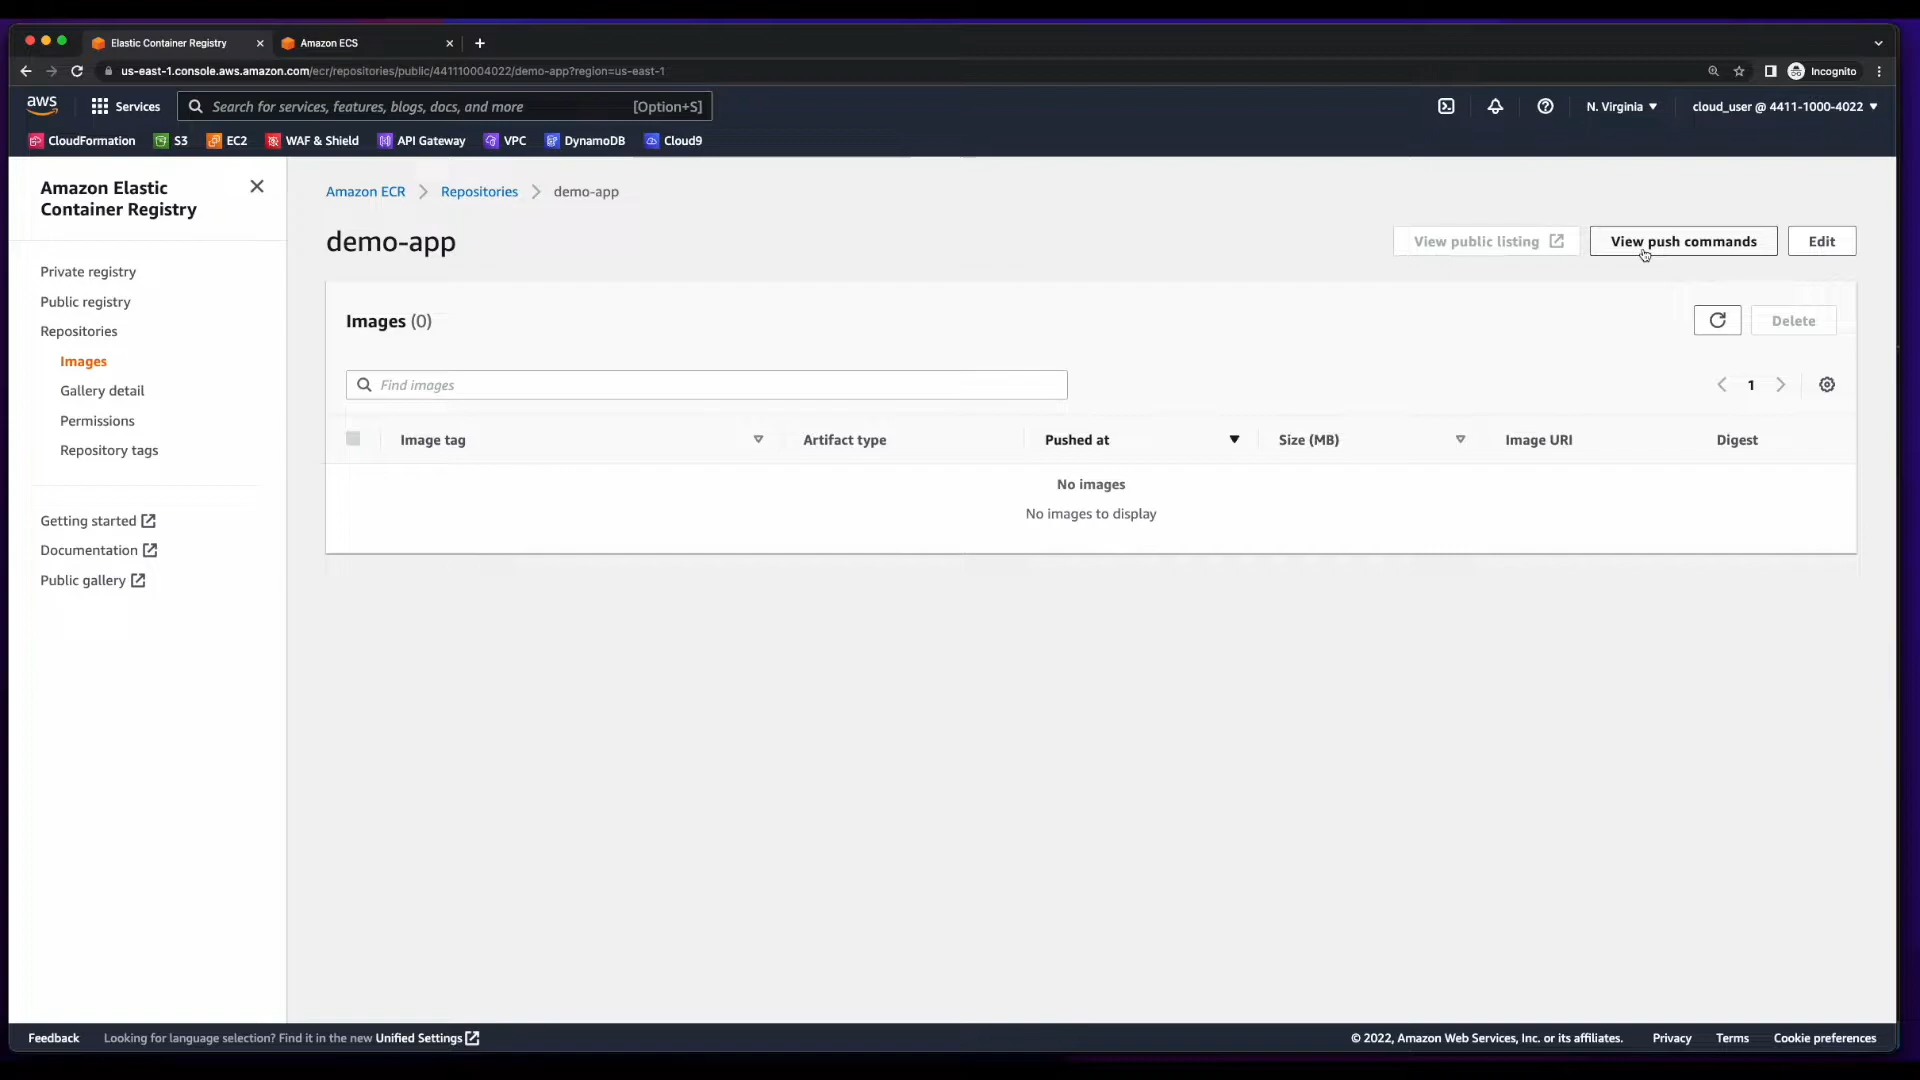 Elastic Container Registry
Amazon ECS
us-east-1.console.aws.amazon.com/ecr/repositories/public/441110004022/demo-app?region=us-east-1
Incognito
aws
Services
Search for services, features, blogs, docs, and more
[Option+S]
N. Virginia
cloud_user @ 4411-1000-4022
CloudFormation
S3
EC2
WAF & Shield
API Gateway
VPC
DynamoDB
Cloud9
Amazon Elastic
Container Registry
Private registry
Public registry
Repositories
Images
Gallery detail
Permissions
Repository tags
Getting started
Documentation
Public gallery
Amazon ECR
Repositories
demo-app
demo-app
View public listing
View push commands
Edit
Images (0)
Delete
Find images
1
Image tag
Artifact type
Pushed at
Size (MB)
Image URI
Digest
No images
No images to display
Feedback
Looking for language selection? Find it in the new Unified Settings
© 2022, Amazon Web Services, Inc. or its affiliates.
Privacy
Terms
Cookie preferences